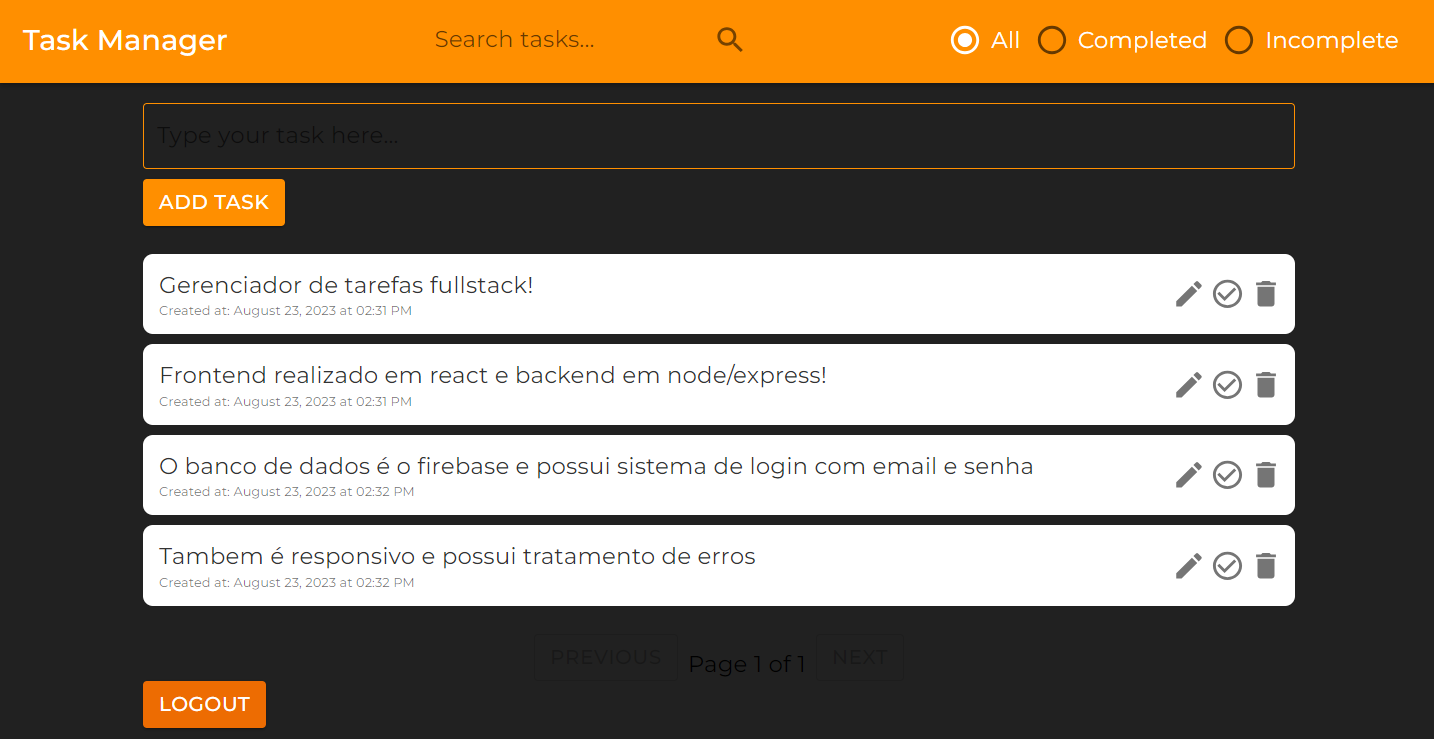 Task Manager
Search tasks...
All
Completed
Incomplete
Type your task here...
ADD TASK
Gerenciador de tarefas fullstack!
Created at: August 23, 2023 at 02:31 PM
Frontend realizado em react e backend em node/express!
Created at: August 23, 2023 at 02:31 PM
O banco de dados é o firebase e possui sistema de login com email e senha
Created at: August 23, 2023 at 02:32 PM
Tambem é responsivo e possui tratamento de erros
Created at: August 23, 2023 at 02:32 PM
PREVIOUS
Page 1 of 1
NEXT
LOGOUT